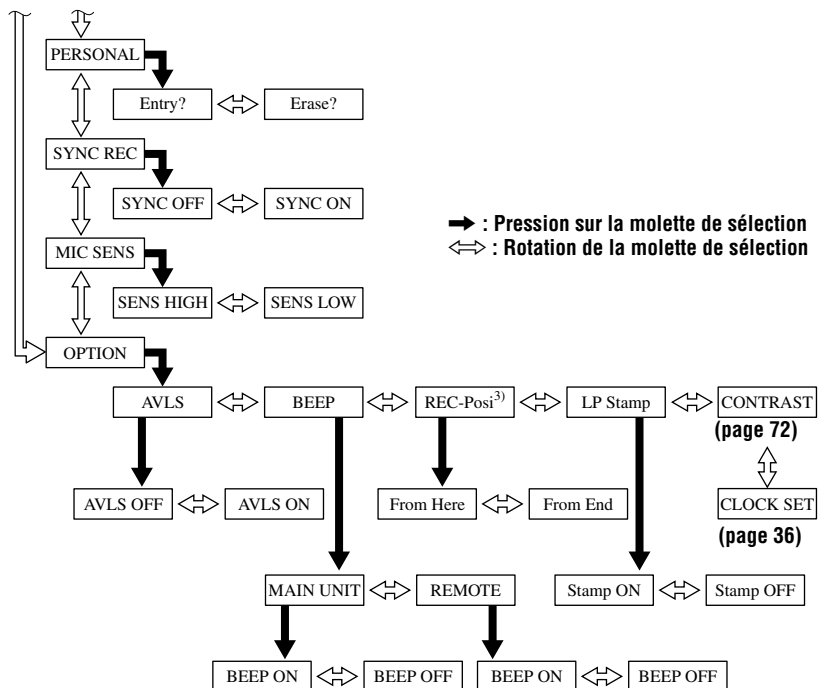 PERSONAL
Entry? Erase?
SYNC REC
SYNC OFF SYNC ON
: Pression sur la molette de sélection
: Rotation de la molette de sélection
MIC SENS
SENS HIGH SENS LOW
OPTION
AVLS BEEP REC-Posi3) LP Stamp CONTRAST
(page 72)
AVLS OFF AVLS ON From Here From End CLOCK SET
(page 36)
MAIN UNIT REMOTE Stamp ON Stamp OFF
BEEP ON BEEP OFF BEEP ON BEEP OFF